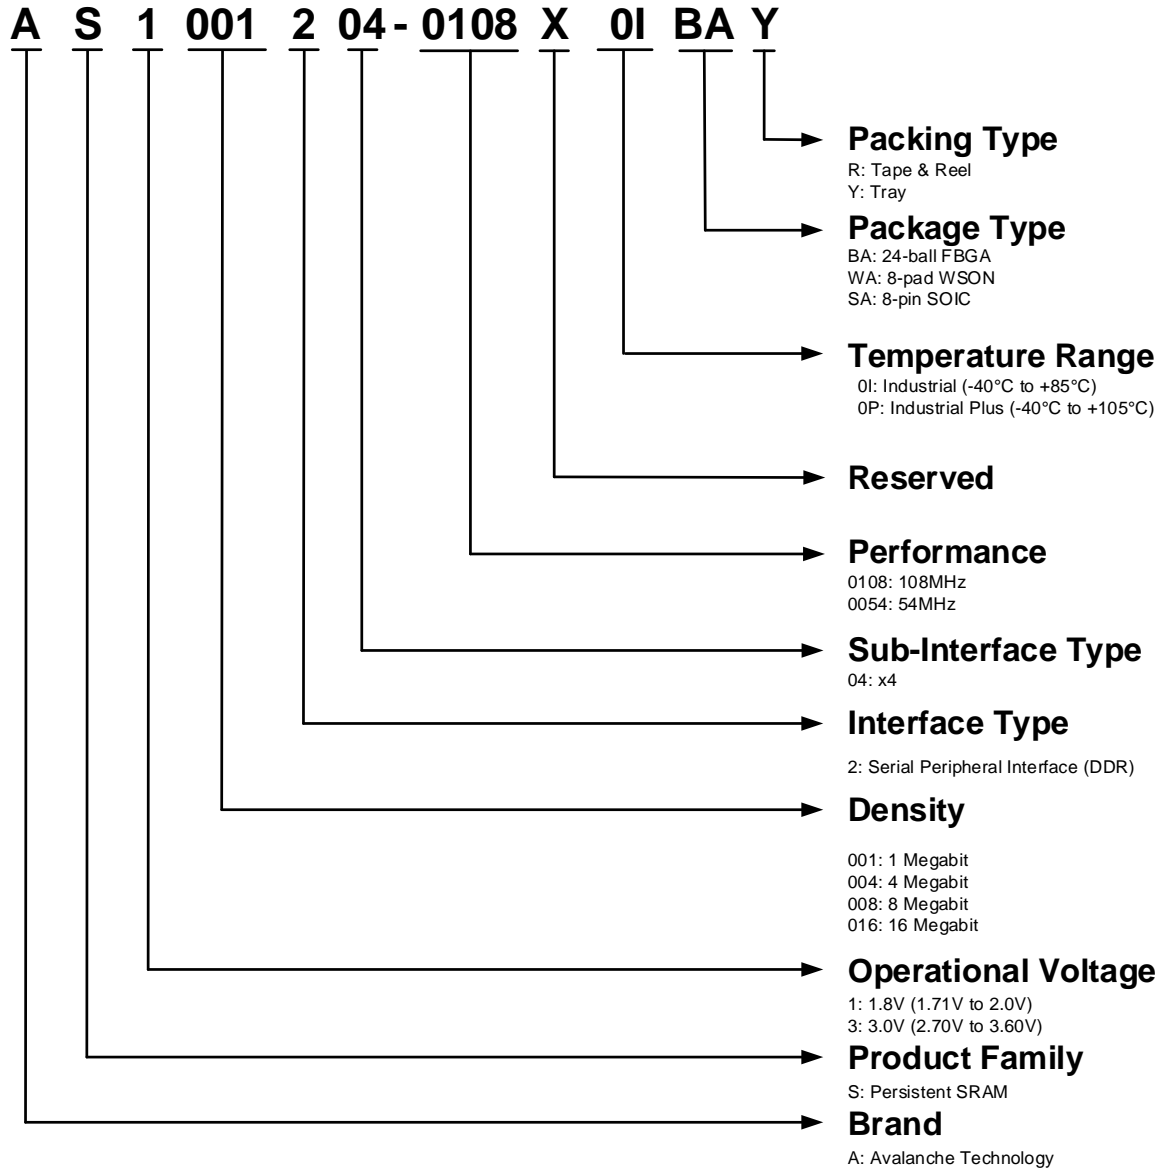 A S 1 001 2 04 - 0108 X 0I BA Y
Packing Type
R: Tape & Reel
Y: Tray
Package Type
BA: 24-ball FBGA
WA: 8-pad WSON
SA: 8-pin SOIC
Temperature Range
0I: Industrial (-40°C to +85°C)
0P: Industrial Plus (-40°C to +105°C)
Reserved
Performance
0108: 108MHz
0054: 54MHz
Sub-Interface Type
04: x4
Interface Type
2: Serial Peripheral Interface (DDR)
Density
001: 1 Megabit
004: 4 Megabit
008: 8 Megabit
016: 16 Megabit
Operational Voltage
1: 1.8V (1.71V to 2.0V)
3: 3.0V (2.70V to 3.60V)
Product Family
S: Persistent SRAM
Brand
A: Avalanche Technology